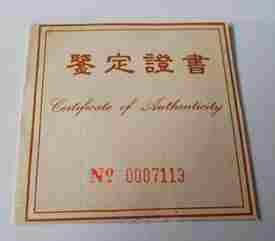 鑒定證書
Certificate of Authenticity
Nº 0007113